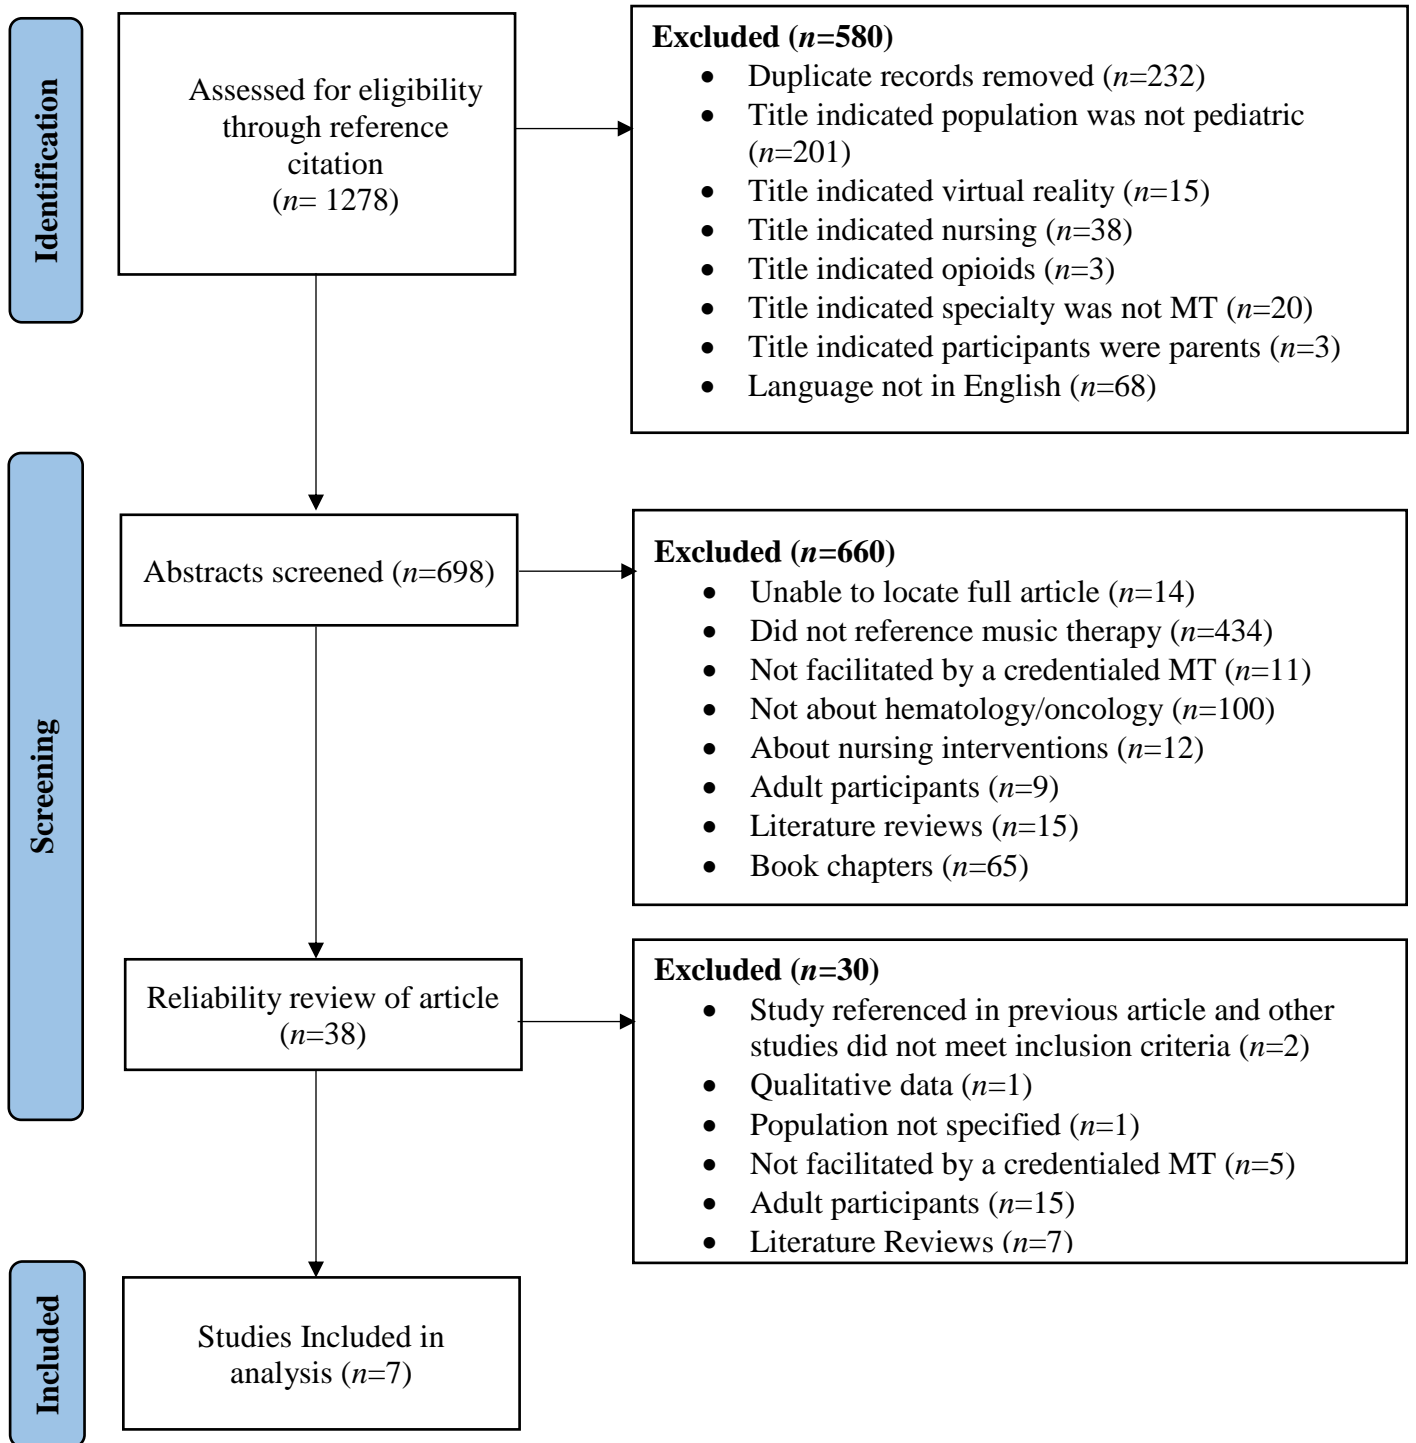 Identification
Assessed for eligibility
through reference
citation
(n= 1278)
Excluded (n=580)
• Duplicate records removed (n=232)
• Title indicated population was not pediatric
(n=201)
• Title indicated virtual reality (n=15)
• Title indicated nursing (n=38)
• Title indicated opioids (n=3)
• Title indicated specialty was not MT (n=20)
• Title indicated participants were parents (n=3)
• Language not in English (n=68)
Screening
Abstracts screened (n=698)
Excluded (n=660)
• Unable to locate full article (n=14)
• Did not reference music therapy (n=434)
• Not facilitated by a credentialed MT (n=11)
• Not about hematology/oncology (n=100)
• About nursing interventions (n=12)
• Adult participants (n=9)
• Literature reviews (n=15)
• Book chapters (n=65)
Reliability review of article
(n=38)
Excluded (n=30)
• Study referenced in previous article and other
studies did not meet inclusion criteria (n=2)
• Qualitative data (n=1)
• Population not specified (n=1)
• Not facilitated by a credentialed MT (n=5)
• Adult participants (n=15)
• Literature Reviews (n=7)
Included
Studies Included in
analysis (n=7)